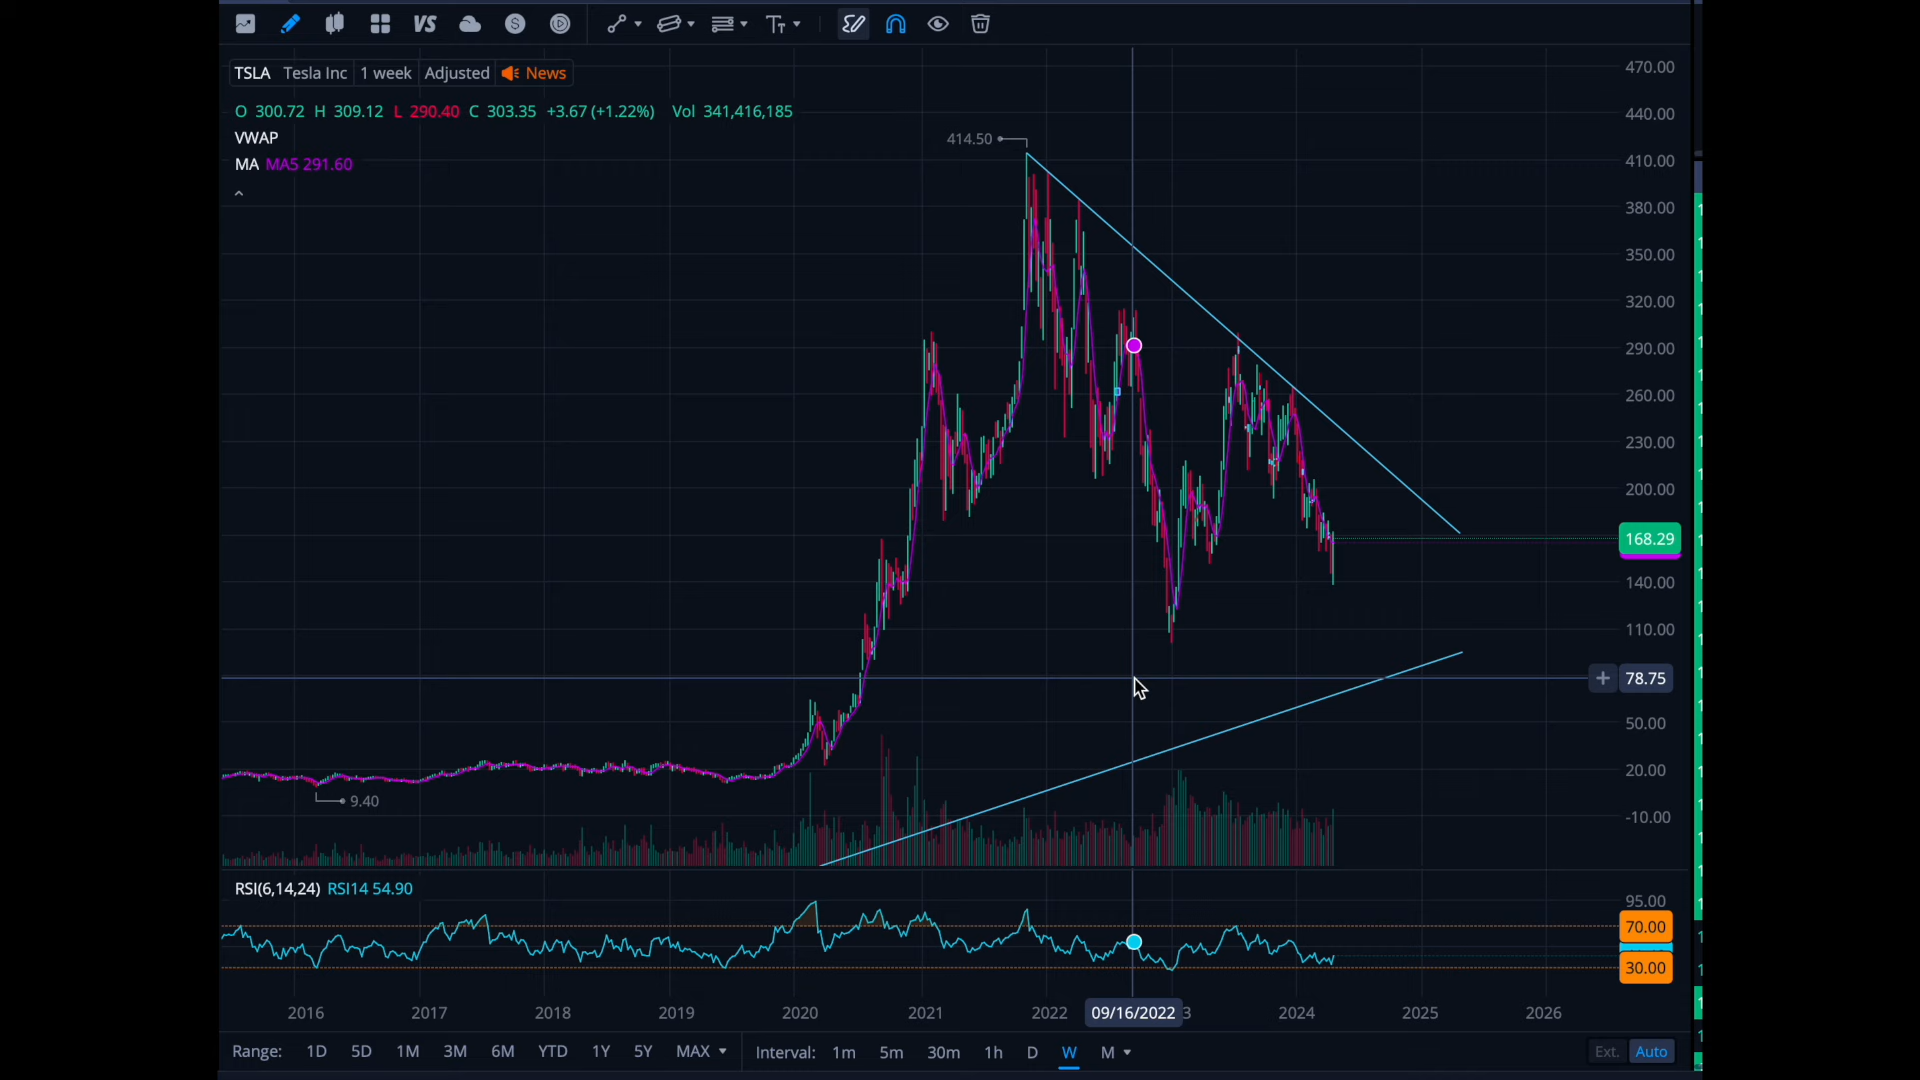 VS
TSLA Tesla Inc 1 week Adjusted News
O 300.72 H 309.12 L 290.40 C 303.35 +3.67 (+1.22%) Vol 341,416,185
VWAP
MA MA5 291.60
414.50
9.40
470.00
440.00
410.00
380.00
350.00
320.00
290.00
260.00
230.00
200.00
168.29
140.00
110.00
78.75
50.00
20.00
-10.00
RSI(6,14,24) RSI14 54.90
95.00
70.00
30.00
2016 2017 2018 2019 2020 2021 2022 09/16/2022 3 2024 2025 2026
Range: 1D 5D 1M 3M 6M YTD 1Y 5Y MAX Interval: 1m 5m 30m 1h D W M Ext. Auto